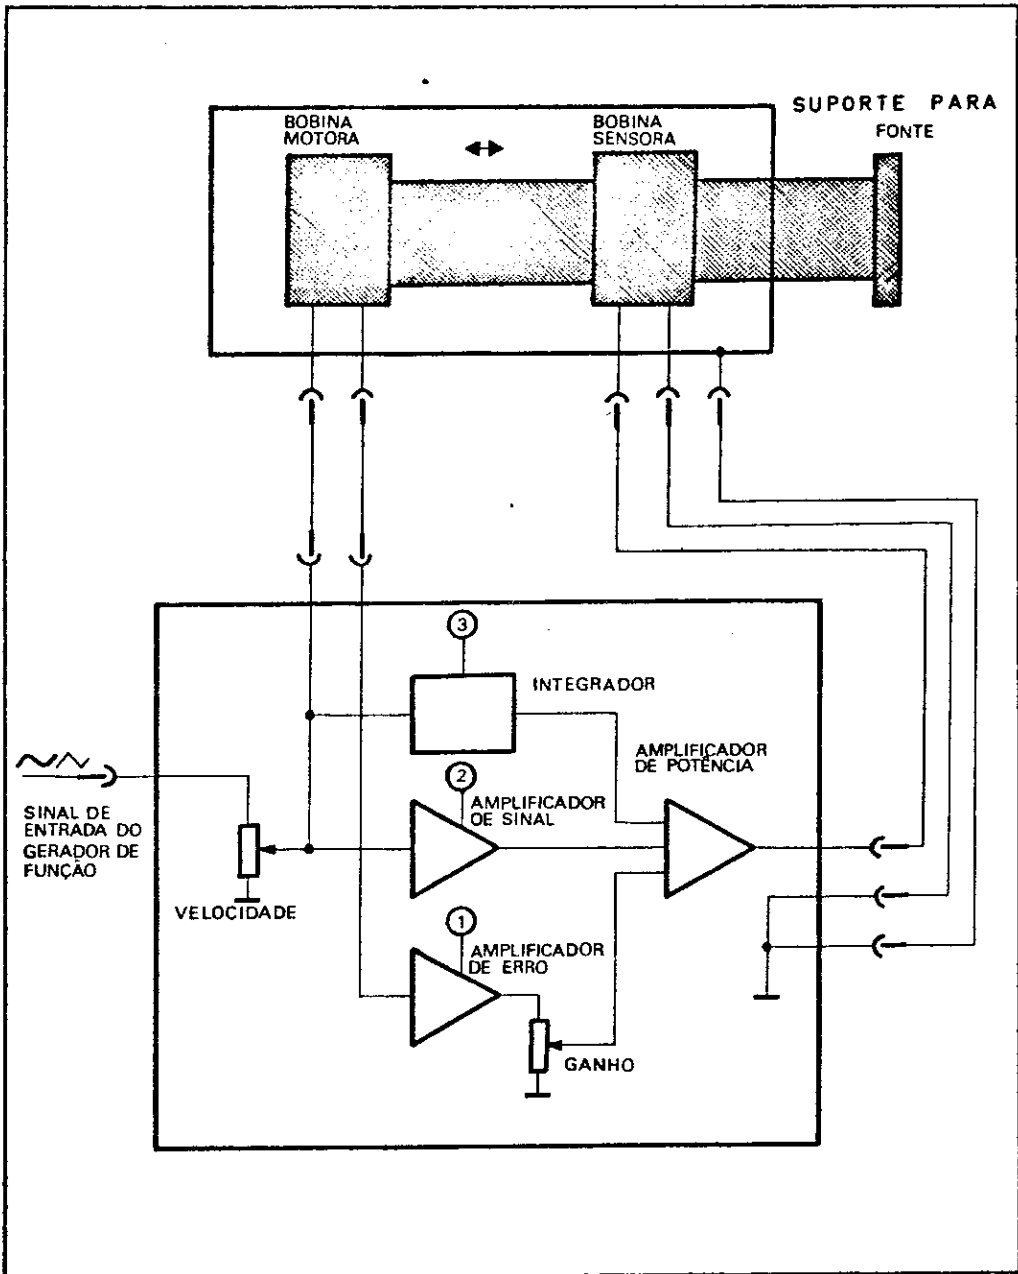 SUPORTE PARA
FONTE
BOBINA
MOTORA
BOBINA
SENSORA
3
INTEGRADOR
AMPLIFICADOR
DE POTÊNCIA
2
AMPLIFICADOR
DE SINAL
SINAL DE
ENTRADA DO
GERADOR DE
FUNÇÃO
VELOCIDADE
1
AMPLIFICADOR
DE ERRO
GANHO